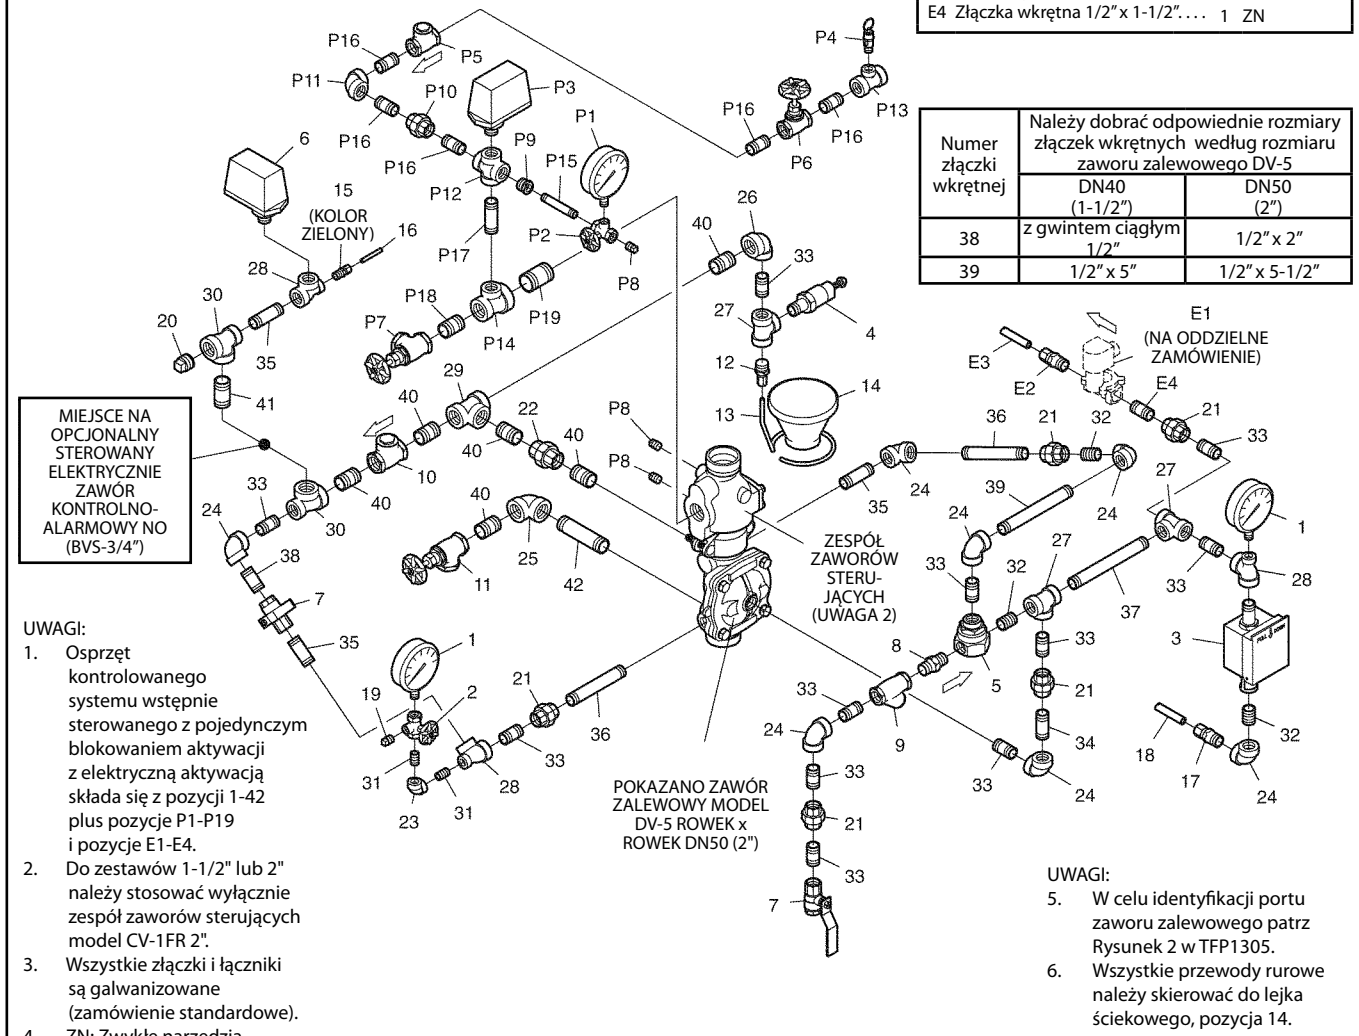 E4 Złączka wkrętna 1/2” x 1-1/2”. . . . 1 ZN
Numer
złączki
wkrętnej
Należy dobrać odpowiednie rozmiary
złączek wkrętnych według rozmiaru
zaworu zalewowego DV-5
DN40
(1-1/2”)
DN50
(2”)
38
z gwintem ciągłym
1/2”
1/2” x 2”
39
1/2” x 5”
1/2” x 5-1/2”
P16
P5
P11
P16
P10
P16
P3
P12
P9
P15
P1
P17
P2
P8
P18
P7
P14
P19
P4
P16
P6
P16
P13
6
15
(KOLOR
ZIELONY)
16
28
30
20
35
41
40
26
33
27
4
12
13
14
E1
(NA ODDZIELNE
ZAMÓWIENIE)
E3
E2
E4
21
33
MIEJSCE NA
OPCJONALNY
STEROWANY
ELEKTRYCZNIE
ZAWÓR
KONTROLNO-
ALARMOWY NO
(BVS-3/4”)
29
40
40
22
40
10
40
30
33
24
38
7
35
P8
P8
40
25
42
11
36
21
32
24
35
24
39
24
33
32
27
37
27
33
1
28
3
32
24
17
18
ZESPÓŁ
ZAWORÓW
STERU-
JĄCYCH
(UWAGA 2)
8
5
9
33
24
33
21
33
7
33
21
34
24
33
1
19
2
31
23
31
28
33
21
36
POKAZANO ZAWÓR
ZALEWOWY MODEL
DV-5 ROWEK x
ROWEK DN50 (2")
UWAGI:
1. Osprzęt
kontrolowanego
systemu wstępnie
sterowanego z pojedynczym
blokowaniem aktywacji
z elektryczną aktywacją
składa się z pozycji 1-42
plus pozycje P1-P19
i pozycje E1-E4.
2. Do zestawów 1-1/2" lub 2"
należy stosować wyłącznie
zespół zaworów sterujących
model CV-1FR 2".
3. Wszystkie złączki i łączniki
są galwanizowane
(zamówienie standardowe).
4. ZN: Zwykłe narzędzia
UWAGI:
5. W celu identyfikacji portu
zaworu zalewowego patrz
Rysunek 2 w TFP1305.
6. Wszystkie przewody rurowe
należy skierować do lejka
ściekowego, pozycja 14.